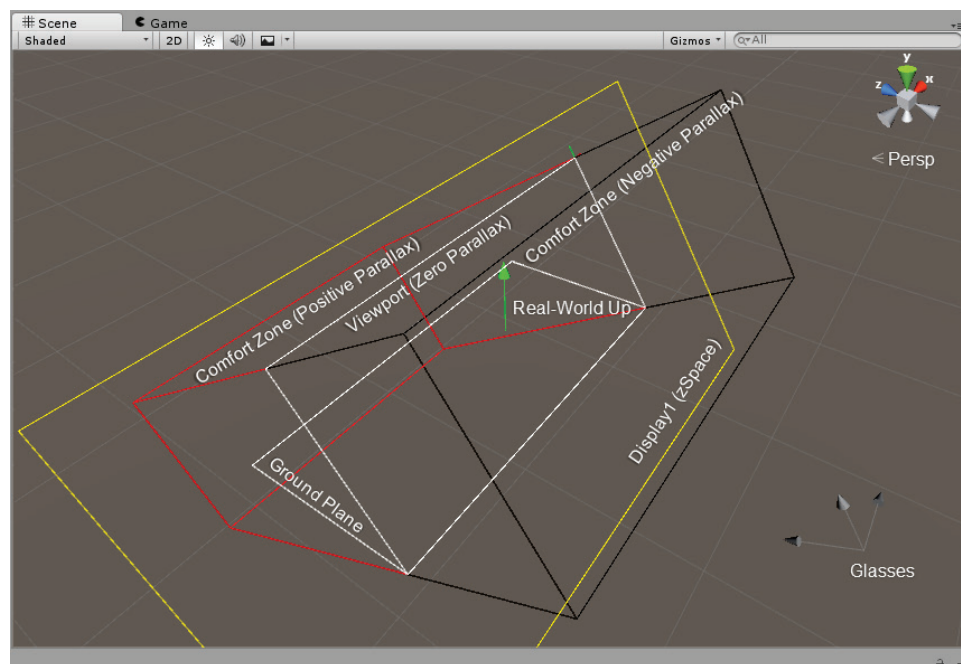 Scene
Game
Shaded
2D
Gizmos
All
y
z
x
Persp
Comfort Zone (Negative Parallax)
Comfort Zone (Positive Parallax)
Viewport (Zero Parallax)
Real-World Up
Display1 (zSpace)
Ground Plane
Glasses